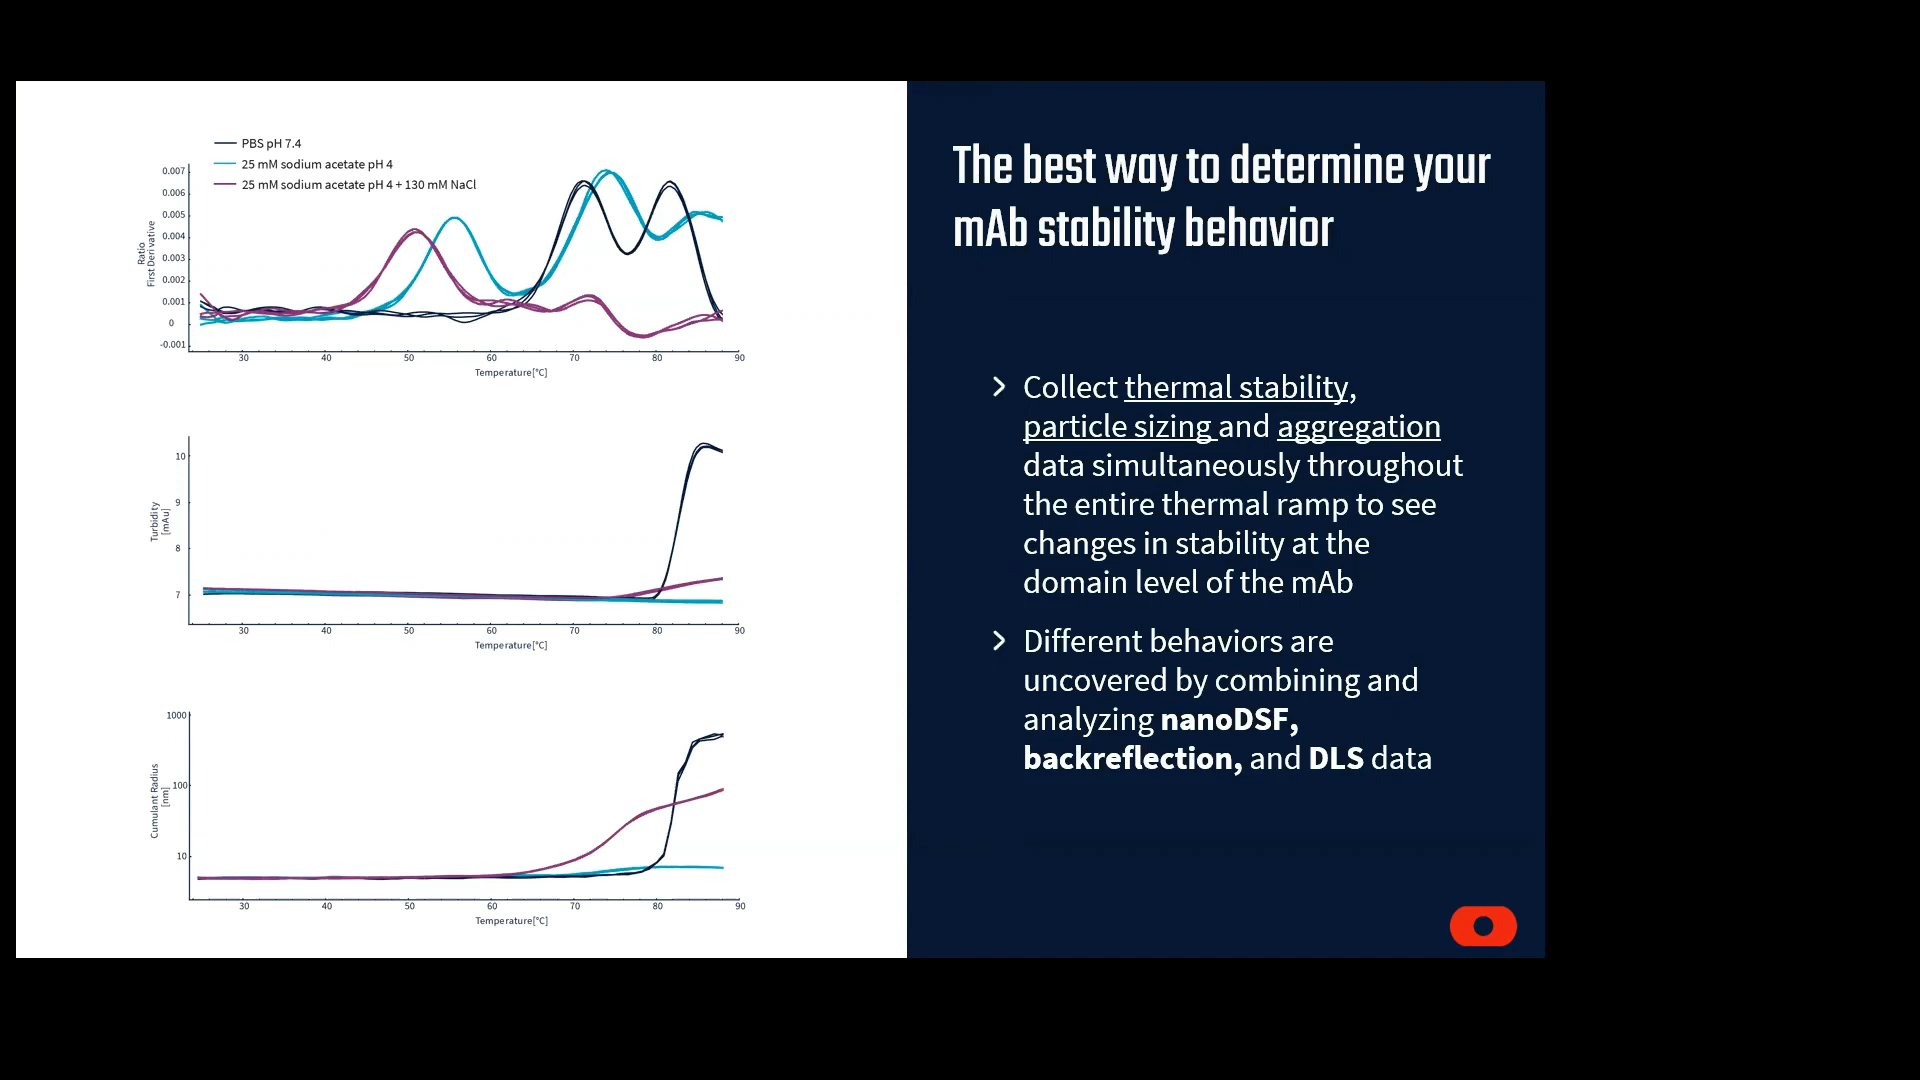 PBS pH 7.4
25 mM sodium acetate pH 4
25 mM sodium acetate pH 4 + 130 mM NaCl
0.007
0.006
0.005
0.004
0.003
0.002
0.001
0
-0.001
Ratio
First Derivative
30 40 50 60 70 80 90
Temperature[°C]
10
9
8
7
Turbidity
[mAu]
30 40 50 60 70 80 90
Temperature[°C]
1000
100
10
Cumulant Radius
[nm]
30 40 50 60 70 80 90
Temperature[°C]
The best way to determine your
mAb stability behavior
Collect thermal stability,
particle sizing and aggregation
data simultaneously throughout
the entire thermal ramp to see
changes in stability at the
domain level of the mAb
Different behaviors are
uncovered by combining and
analyzing nanoDSF,
backreflection, and DLS data